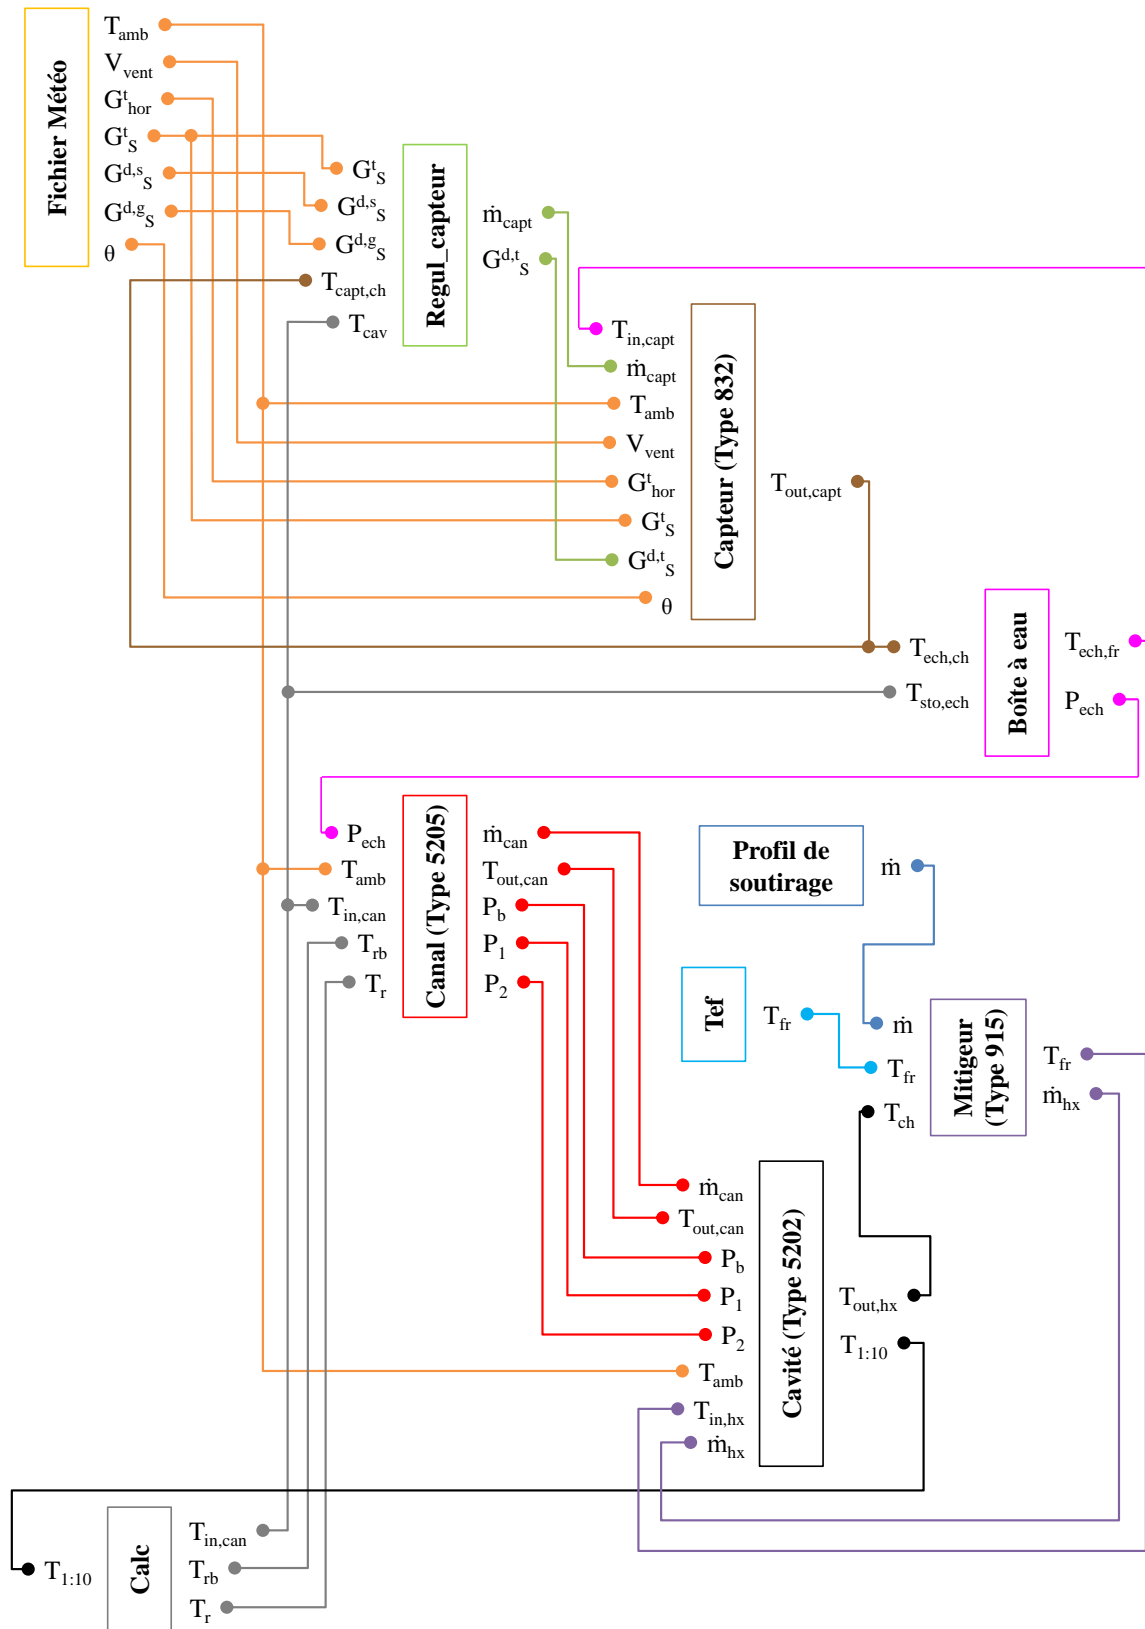 Fichier Météo
T_amb
V_vent
G^t_hor
G^t_S
G^d,s_S
G^d,g_S
θ
G^t_S
G^d,s_S
G^d,g_S
T_capt,ch
T_cav
Regul_capteur
ṁ_capt
G^d,t_S
T_in,capt
ṁ_capt
T_amb
V_vent
G^t_hor
G^t_S
G^d,t_S
θ
Capteur (Type 832)
T_out,capt
T_ech,ch
T_sto,ech
Boîte à eau
T_ech,fr
P_ech
P_ech
T_amb
T_in,can
T_rb
T_r
Canal (Type 5205)
ṁ_can
T_out,can
P_b
P_1
P_2
Profil de
soutirage
ṁ
Tef
T_fr
ṁ
T_fr
T_ch
Mitigeur
(Type 915)
T_fr
ṁ_hx
ṁ_can
T_out,can
P_b
P_1
P_2
T_amb
T_in,hx
ṁ_hx
Cavité (Type 5202)
T_out,hx
T_1:10
T_1:10
Calc
T_in,can
T_rb
T_r